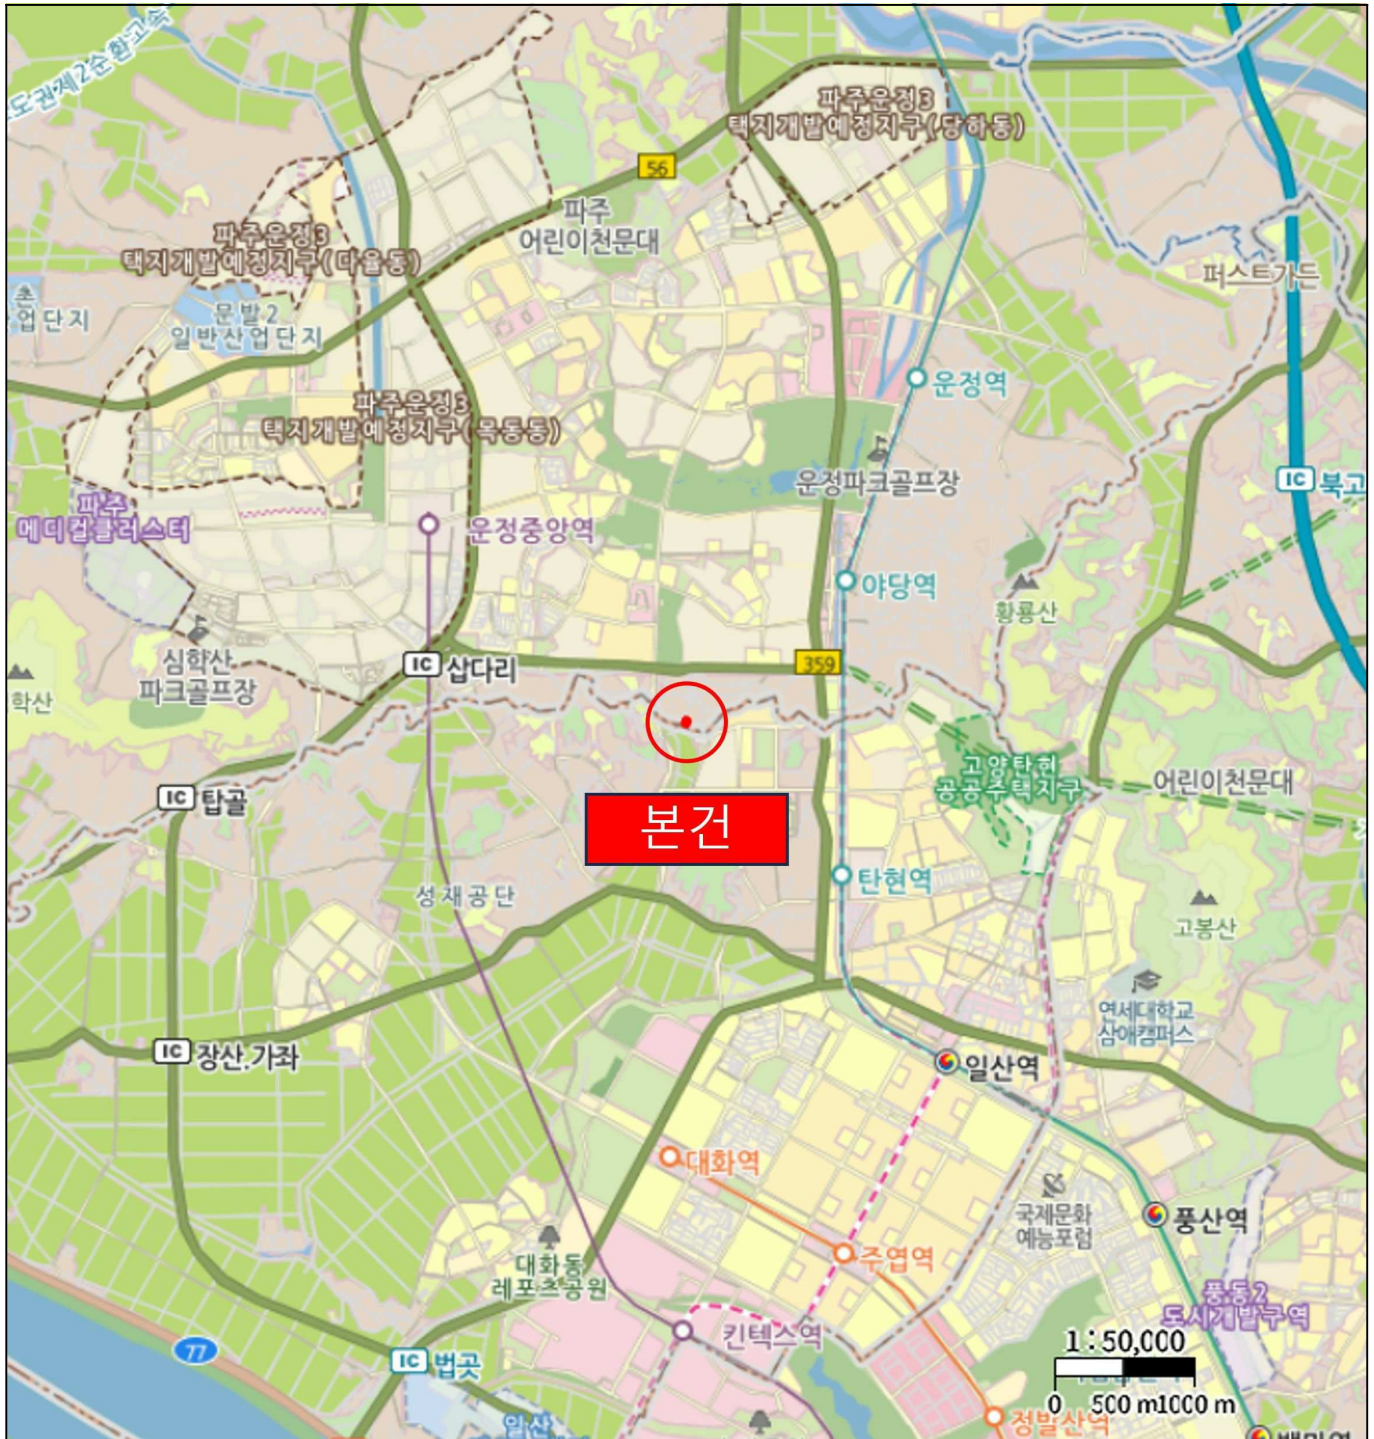 도권제2순환고속
파주운정3
택지개발예정지구(당하동)
56
파주
어린이천문대
파주운정3
택지개발예정지구(다율동)
퍼스트가든
촌
업단지
문발2
일반산업단지
운정역
파주운정3
택지개발예정지구(목동동)
운정파크골프장
IC 북고
파주
메디컬클러스터
운정중앙역
야당역
황룡산
심학산
파크골프장
IC 삽다리
359
학산
고양탄현
공공주택지구
어린이천문대
IC 탑골
본건
탄현역
성재공단
고봉산
연세대학교
삼애캠퍼스
IC 장산.가좌
일산역
대화역
국제문화
예능포럼
풍산역
주엽역
대화동
레포츠공원
풍동2
도시개발구역
킨텍스역
77
IC 법곳
1:50,000
0 500 m1000 m
일산
정발산역
백마역